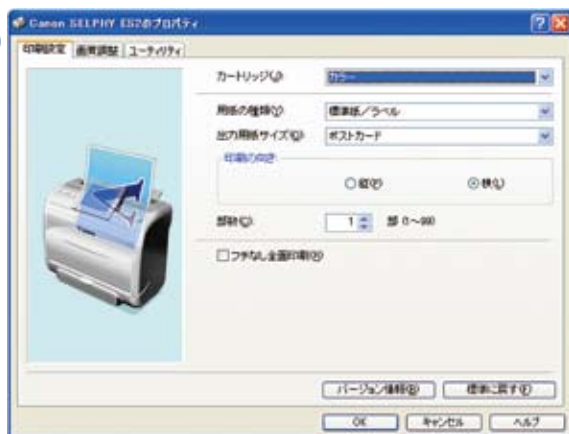 Canon SELPHY ES2のプロパティ
印刷設定 画質調整 ユーティリティ
カートリッジ(J) カラー
用紙の種類(Y) 標準紙/ラベル
出力用紙サイズ(Q) ポストカード
印刷の向き
縦(P) 横(L)
部数(C) 1 部 (1~999)
フチなし全面印刷(R)
バージョン情報(B) 標準に戻す(F)
OK キャンセル ヘルプ